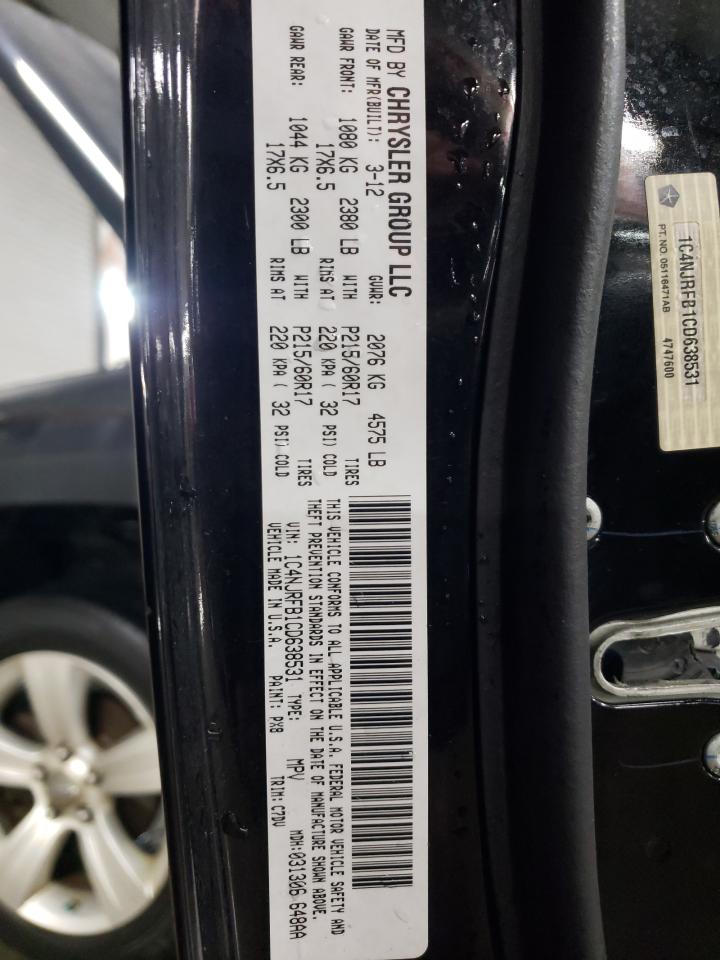 MFD BY CHRYSLER GROUP LLC
DATE OF MFR(BUILT): 3-12 GVWR: 2076 KG 4575 LB
GAWR FRONT: 1080 KG 2380 LB WITH P215/60R17 TIRES
17X6.5 RIMS AT 220 KPA ( 32 PSI) COLD
GAWR REAR: 1044 KG 2300 LB WITH P215/60R17 TIRES
17X6.5 RIMS AT 220 KPA ( 32 PSI) COLD
THIS VEHICLE CONFORMS TO ALL APPLICABLE U.S.A. FEDERAL MOTOR VEHICLE SAFETY AND
THEFT PREVENTION STANDARDS IN EFFECT ON THE DATE OF MANUFACTURE SHOWN ABOVE.
VIN: 1C4NJRFB1CD638531 TYPE: MPV MDH:031306 648AA
VEHICLE MADE IN U.S.A. PAINT: PX8 TRIM: C7DV
1C4NJRFB1CD638531
PT. NO. 05116471AB 4747600